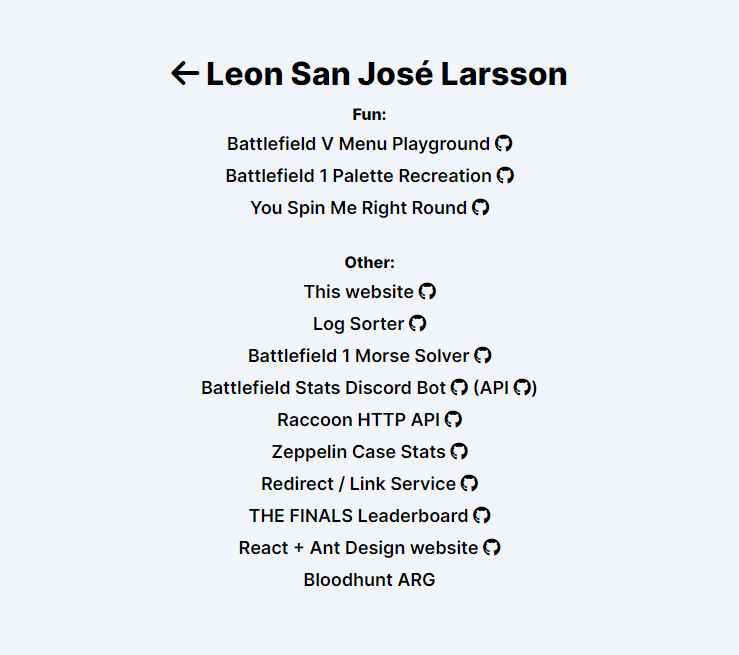 Leon San José Larsson
Fun:
Battlefield V Menu Playground
Battlefield 1 Palette Recreation
You Spin Me Right Round
Other:
This website
Log Sorter
Battlefield 1 Morse Solver
Battlefield Stats Discord Bot (API )
Raccoon HTTP API
Zeppelin Case Stats
Redirect / Link Service
THE FINALS Leaderboard
React + Ant Design website
Bloodhunt ARG